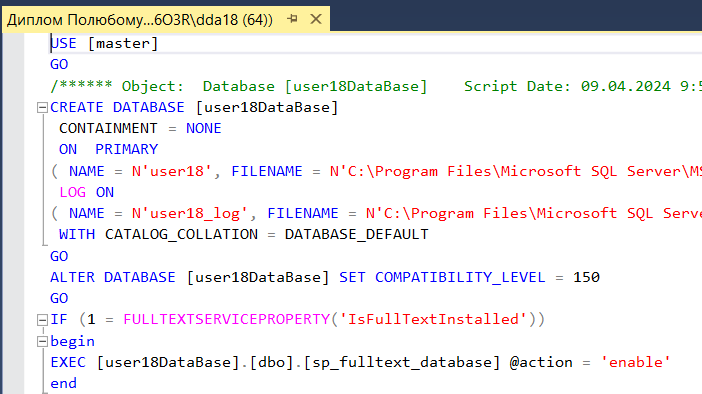 Диплом Полюбому...6O3R\dda18 (64))
USE [master]
GO
/****** Object:  Database [user18DataBase]    Script Date: 09.04.2024 9:5
CREATE DATABASE [user18DataBase]
 CONTAINMENT = NONE
 ON  PRIMARY
( NAME = N'user18', FILENAME = N'C:\Program Files\Microsoft SQL Server\MS
 LOG ON
( NAME = N'user18_log', FILENAME = N'C:\Program Files\Microsoft SQL Serve
 WITH CATALOG_COLLATION = DATABASE_DEFAULT
GO
ALTER DATABASE [user18DataBase] SET COMPATIBILITY_LEVEL = 150
GO
IF (1 = FULLTEXTSERVICEPROPERTY('IsFullTextInstalled'))
begin
EXEC [user18DataBase].[dbo].[sp_fulltext_database] @action = 'enable'
end